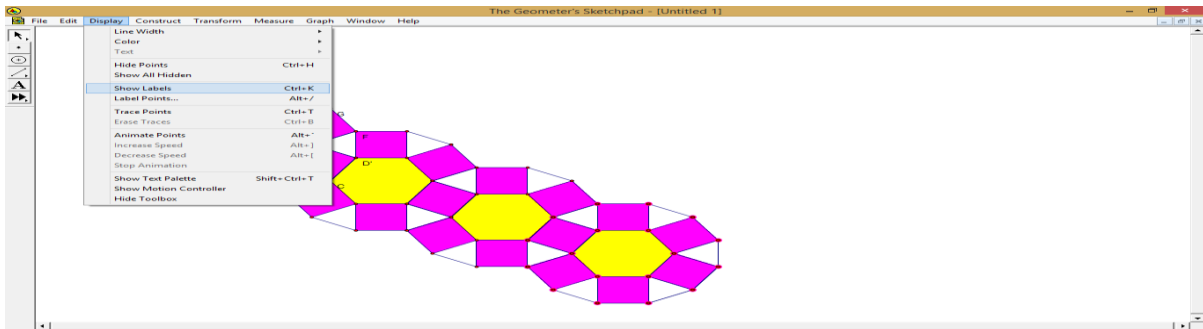 The Geometer's Sketchpad - [Untitled 1]
File Edit Display Construct Transform Measure Graph Window Help
Line Width
Color
Text
Hide Points Ctrl+H
Show All Hidden
Show Labels Ctrl+K
Label Points... Alt+/
Trace Points Ctrl+T
Erase Traces Ctrl+B
Animate Points Alt+`
Increase Speed Alt+]
Decrease Speed Alt+[
Stop Animation
Show Text Palette Shift+Ctrl+T
Show Motion Controller
Hide Toolbox
A
G
F
D'
C